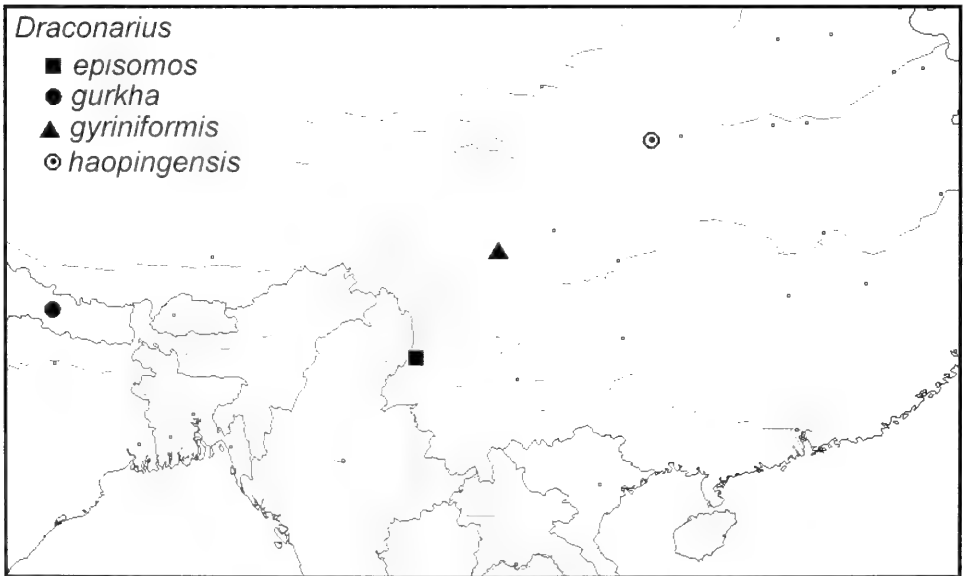 Draconarius
episomos
gurkha
gyriniformis
haopingensis